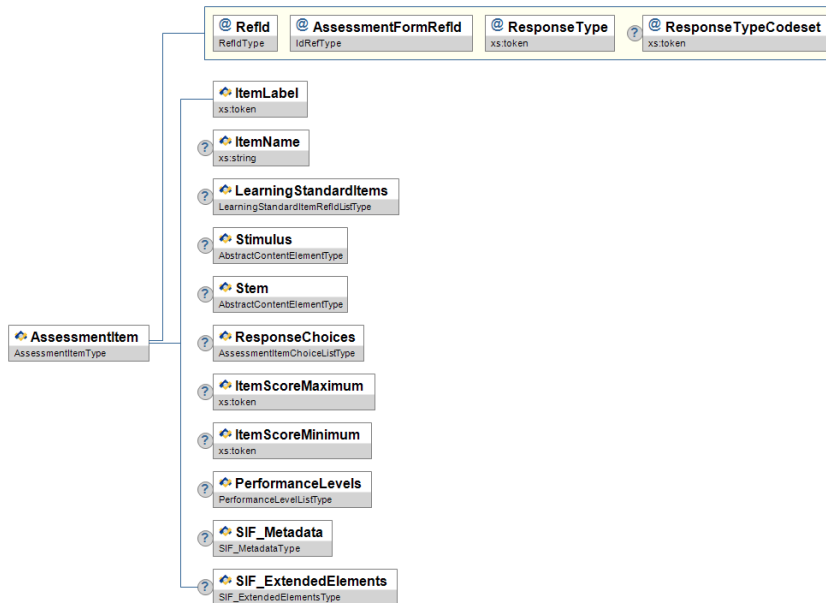 @ RefId
RefIdType
@ AssessmentFormRefId
IdRefType
@ ResponseType
xs:token
? @ ResponseTypeCodeset
xs:token
ItemLabel
xs:token
? ItemName
xs:string
? LearningStandardItems
LearningStandardItemRefIdListType
? Stimulus
AbstractContentElementType
? Stem
AbstractContentElementType
AssessmentItem
AssessmentItemType
? ResponseChoices
AssessmentItemChoiceListType
? ItemScoreMaximum
xs:token
? ItemScoreMinimum
xs:token
? PerformanceLevels
PerformanceLevelListType
? SIF_Metadata
SIF_MetadataType
? SIF_ExtendedElements
SIF_ExtendedElementsType